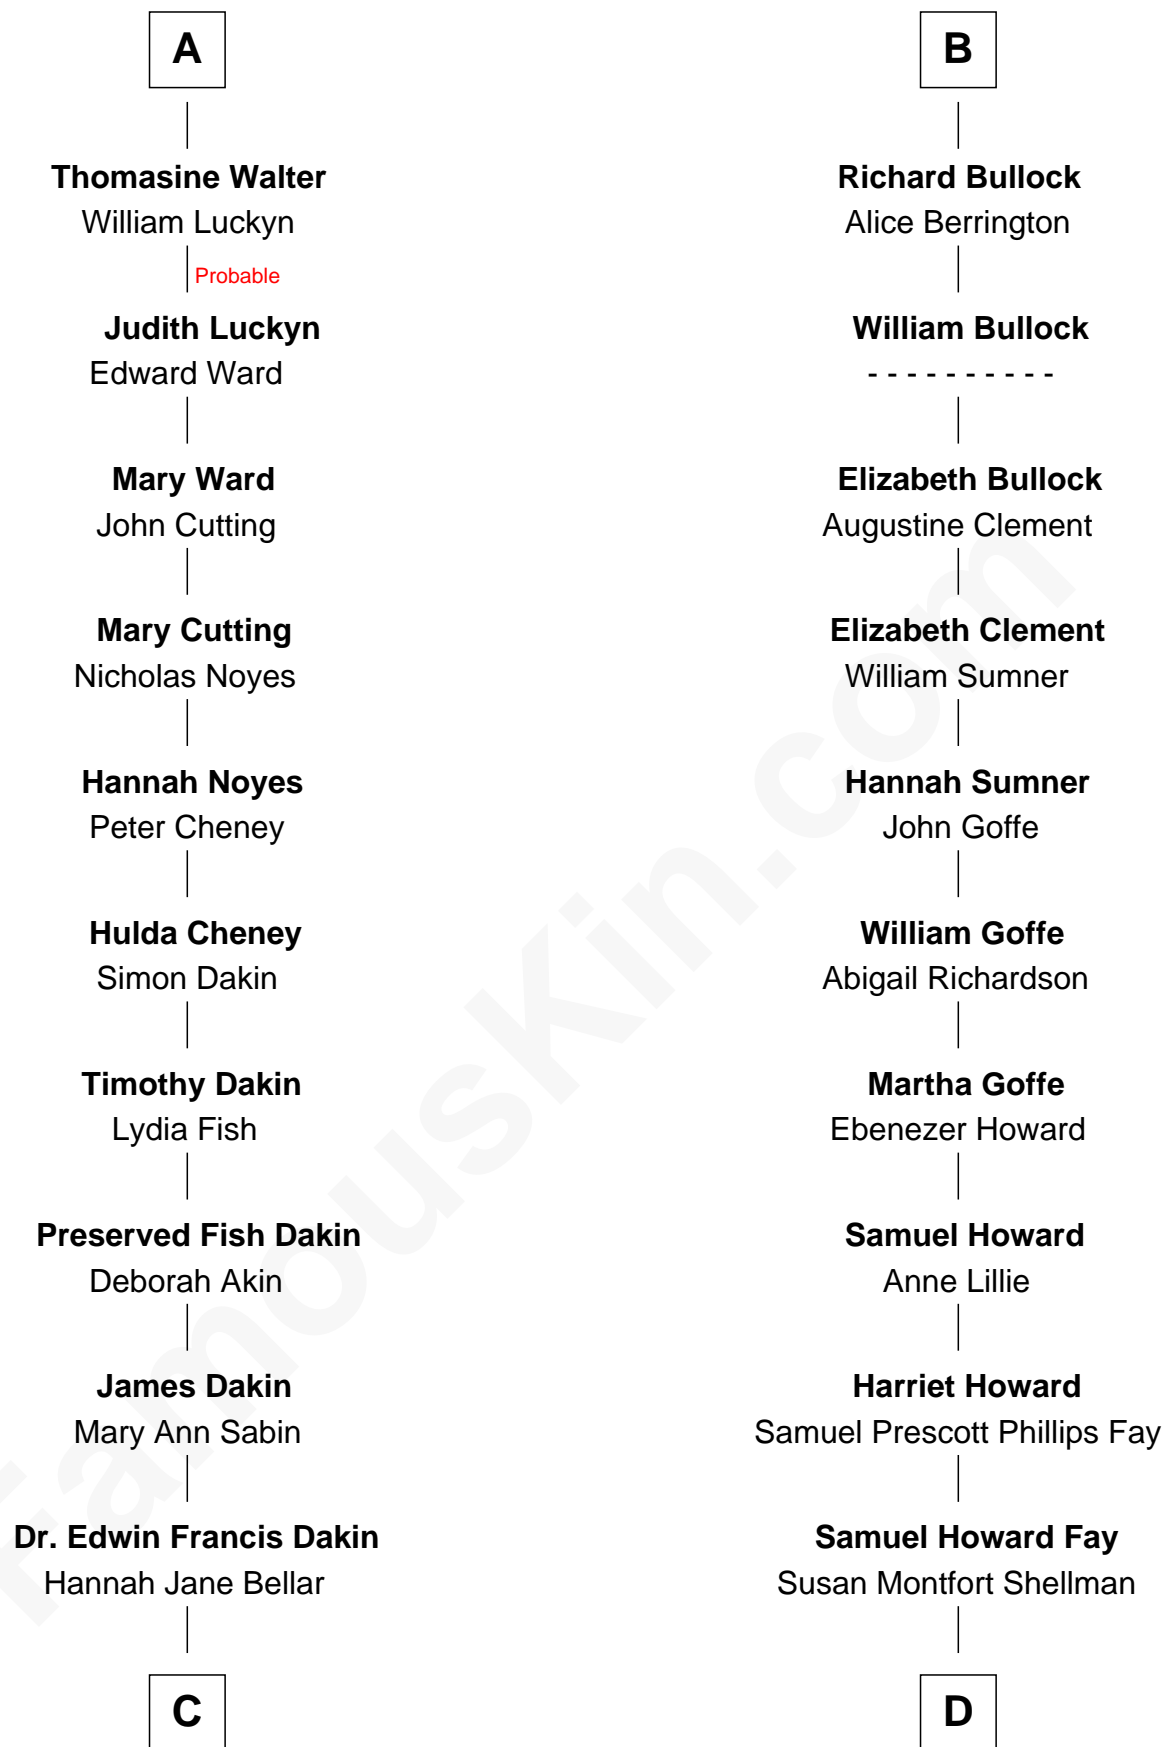 A
Thomasine Walter
William Luckyn
Probable
Judith Luckyn
Edward Ward
Mary Ward
John Cutting
Mary Cutting
Nicholas Noyes
Hannah Noyes
Peter Cheney
Hulda Cheney
Simon Dakin
Timothy Dakin
Lydia Fish
Preserved Fish Dakin
Deborah Akin
James Dakin
Mary Ann Sabin
Dr. Edwin Francis Dakin
Hannah Jane Bellar
C
B
Richard Bullock
Alice Berrington
William Bullock
- - - - - - - - - -
Elizabeth Bullock
Augustine Clement
Elizabeth Clement
William Sumner
Hannah Sumner
John Goffe
William Goffe
Abigail Richardson
Martha Goffe
Ebenezer Howard
Samuel Howard
Anne Lillie
Harriet Howard
Samuel Prescott Phillips Fay
Samuel Howard Fay
Susan Montfort Shellman
D
FamousKin.com